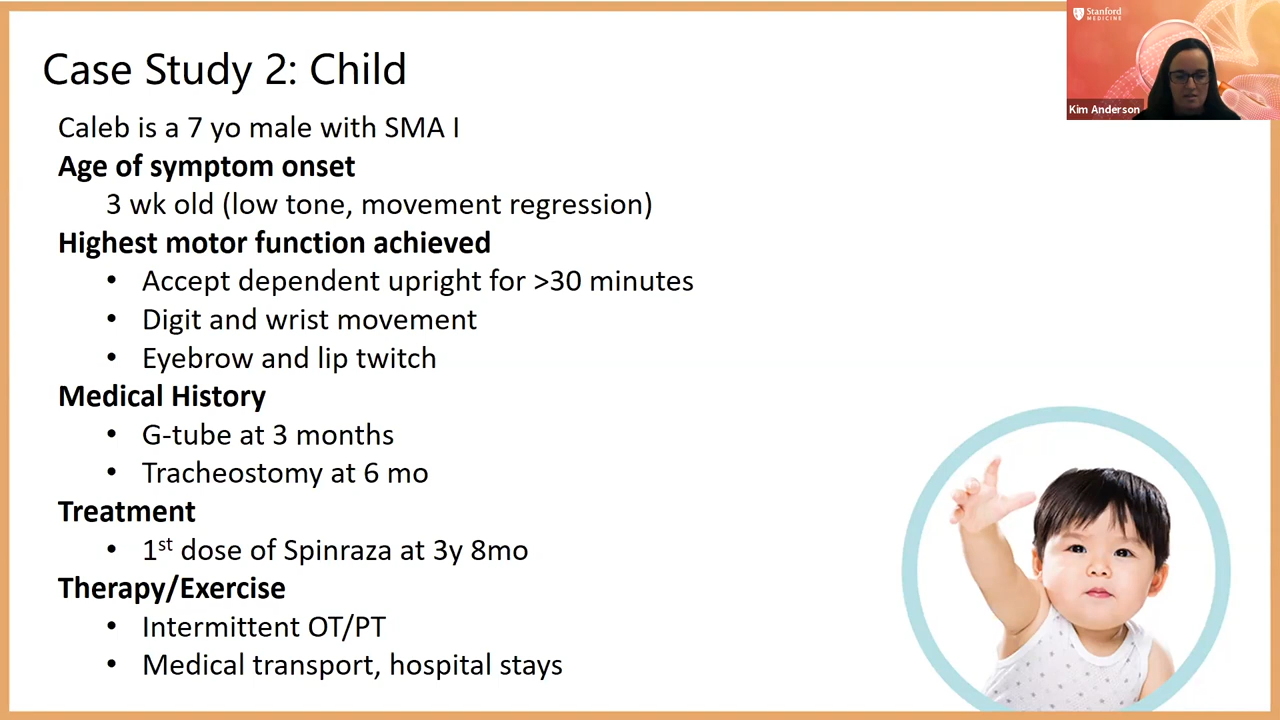 Case Study 2: Child
Caleb is a 7 yo male with SMA I
Age of symptom onset
3 wk old (low tone, movement regression)
Highest motor function achieved
• Accept dependent upright for >30 minutes
• Digit and wrist movement
• Eyebrow and lip twitch
Medical History
• G-tube at 3 months
• Tracheostomy at 6 mo
Treatment
• 1st dose of Spinraza at 3y 8mo
Therapy/Exercise
• Intermittent OT/PT
• Medical transport, hospital stays
Stanford
MEDICINE
Kim Anderson